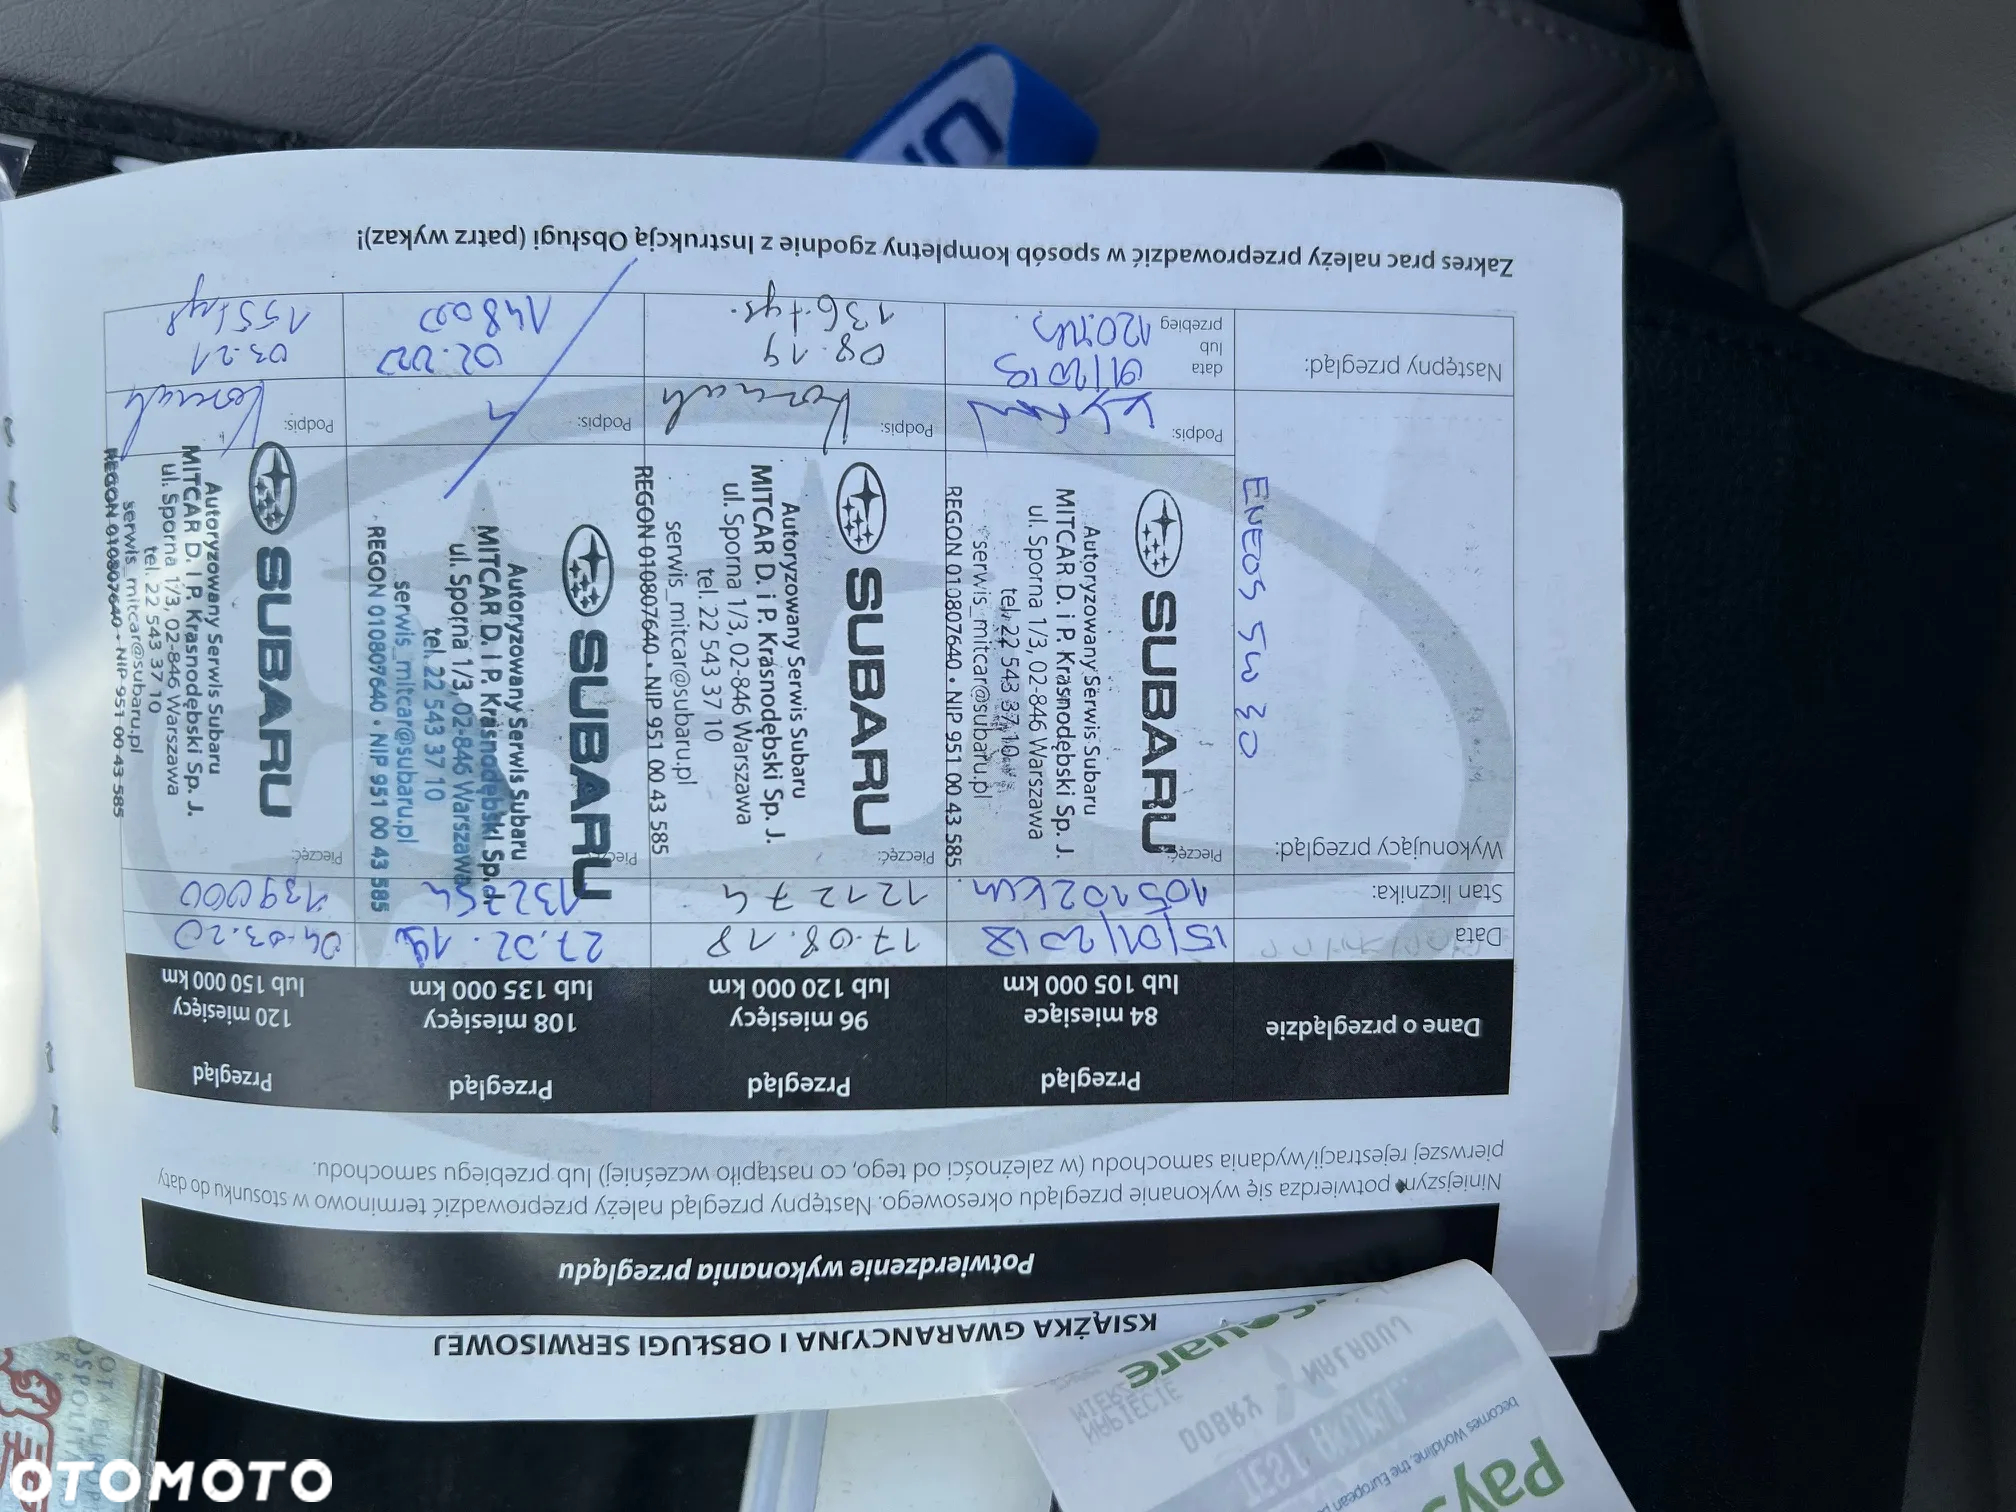 KSIĄŻKA GWARANCYJNA I OBSŁUGI SERWISOWEJ
Potwierdzenie wykonania przeglądu
Niniejszym potwierdza się wykonanie przeglądu okresowego. Następny przegląd należy przeprowadzić terminowo w stosunku do daty
pierwszej rejestracji/wydania samochodu (w zależności od tego, co nastąpiło wcześniej) lub przebiegu samochodu.
Dane o przeglądzie
Przegląd
84 miesiące
lub 105 000 km
Przegląd
96 miesięcy
lub 120 000 km
Przegląd
108 miesięcy
lub 135 000 km
Przegląd
120 miesięcy
lub 150 000 km
Data
15/01/2018
17.08.18
27.02.19
04.03.20
Stan licznika:
105102km
121274
132754
139000
Wykonujący przegląd:
ENEOS 5W30
Pieczęć:
SUBARU
Autoryzowany Serwis Subaru
MITCAR D. i P. Krasnodębski Sp. J.
ul. Sporna 1/3, 02-846 Warszawa
tel. 22 543 37 10
serwis_mitcar@subaru.pl
REGON 010807640 • NIP 951 00 43 585
Podpis:
Pieczęć:
SUBARU
Autoryzowany Serwis Subaru
MITCAR D. i P. Krasnodębski Sp. J.
ul. Sporna 1/3, 02-846 Warszawa
tel. 22 543 37 10
serwis_mitcar@subaru.pl
REGON 010807640 • NIP 951 00 43 585
Podpis:
Pieczęć:
SUBARU
Autoryzowany Serwis Subaru
MITCAR D. i P. Krasnodębski Sp. J.
ul. Sporna 1/3, 02-846 Warszawa
tel. 22 543 37 10
serwis_mitcar@subaru.pl
REGON 010807640 • NIP 951 00 43 585
Podpis:
Pieczęć:
SUBARU
Autoryzowany Serwis Subaru
MITCAR D. i P. Krasnodębski Sp. J.
ul. Sporna 1/3, 02-846 Warszawa
tel. 22 543 37 10
serwis_mitcar@subaru.pl
REGON 010807640 • NIP 951 00 43 585
Podpis:
Następny przegląd:
data
lub
przebieg
01/2019
08.19
136 tys.
148000
03.21
155 tyś
Zakres prac należy przeprowadzić w sposób kompletny zgodnie z Instrukcją Obsługi (patrz wykaz)!
becomes Worldline, the European
DOBRY
NAŁADUJ
NAPIĘCIE
OTOMOTO